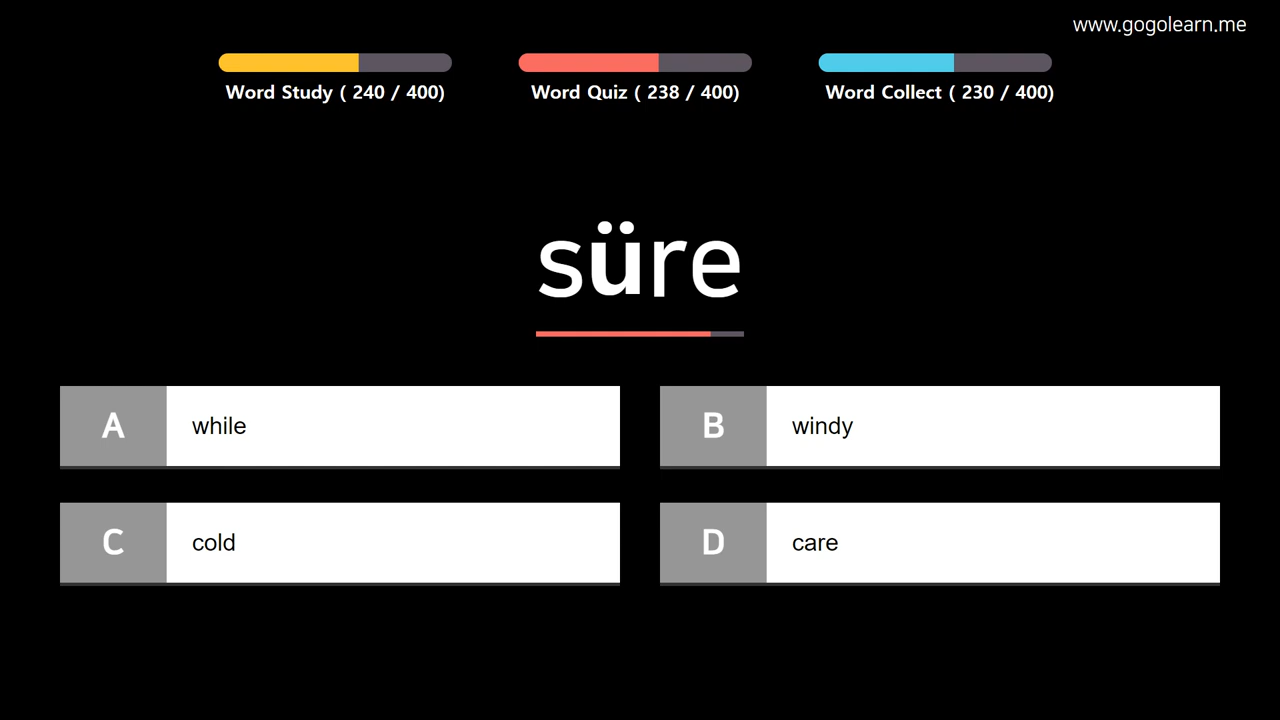 www.gogolearn.me
Word Study ( 240 / 400)
Word Quiz ( 238 / 400)
Word Collect ( 230 / 400)
süre
A while
B windy
C cold
D care